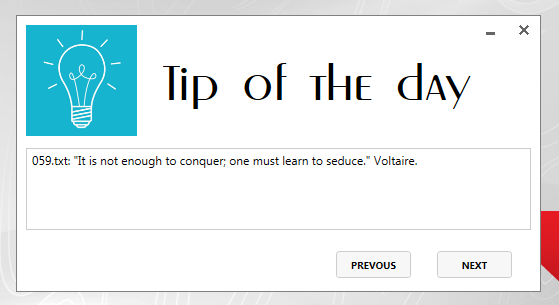 Tip of the day
059.txt: "It is not enough to conquer; one must learn to seduce." Voltaire.
PREVOUS
NEXT